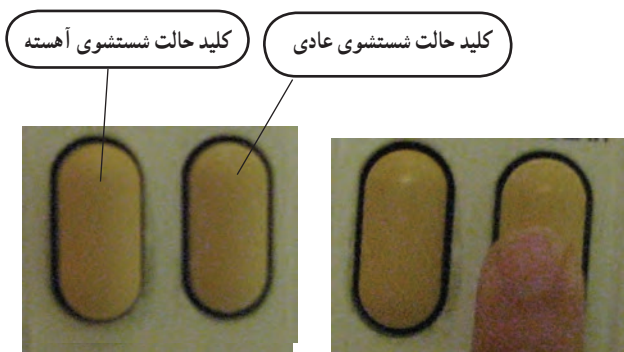 کلید حالت شستشوی عادی
کلید حالت شستشوی آهسته